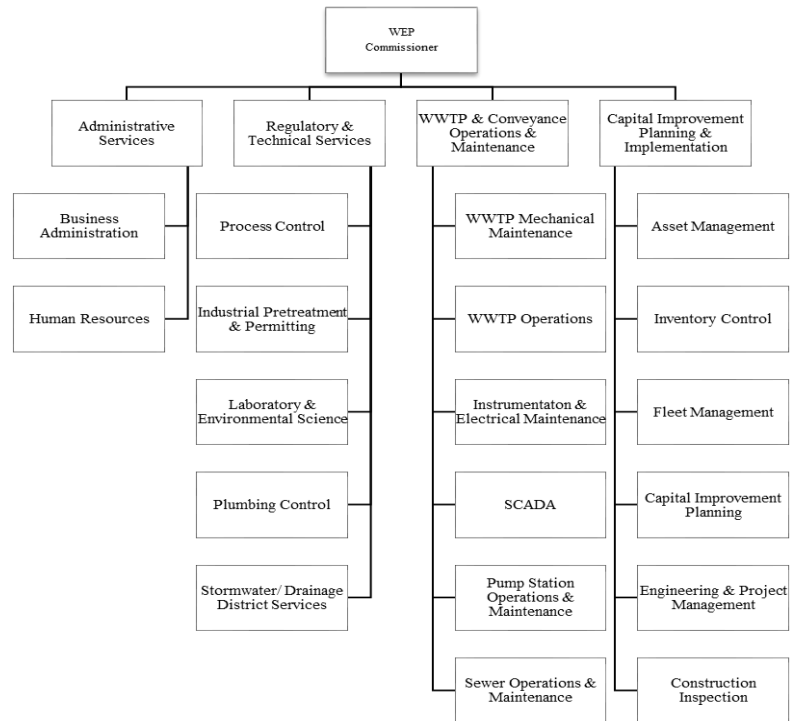 WEP
Commissioner
Administrative
Services
Regulatory &
Technical Services
WWTP & Conveyance
Operations &
Maintenance
Capital Improvement
Planning &
Implementation
Business
Administration
Process Control
WWTP Mechanical
Maintenance
Asset Management
Human Resources
Industrial Pretreatment
& Permitting
WWTP Operations
Inventory Control
Laboratory &
Environmental Science
Instrumentaton &
Electrical Maintenance
Fleet Management
Plumbing Control
SCADA
Capital Improvement
Planning
Stormwater/ Drainage
District Services
Pump Station
Operations &
Maintenance
Engineering & Project
Management
Sewer Operations &
Maintenance
Construction
Inspection